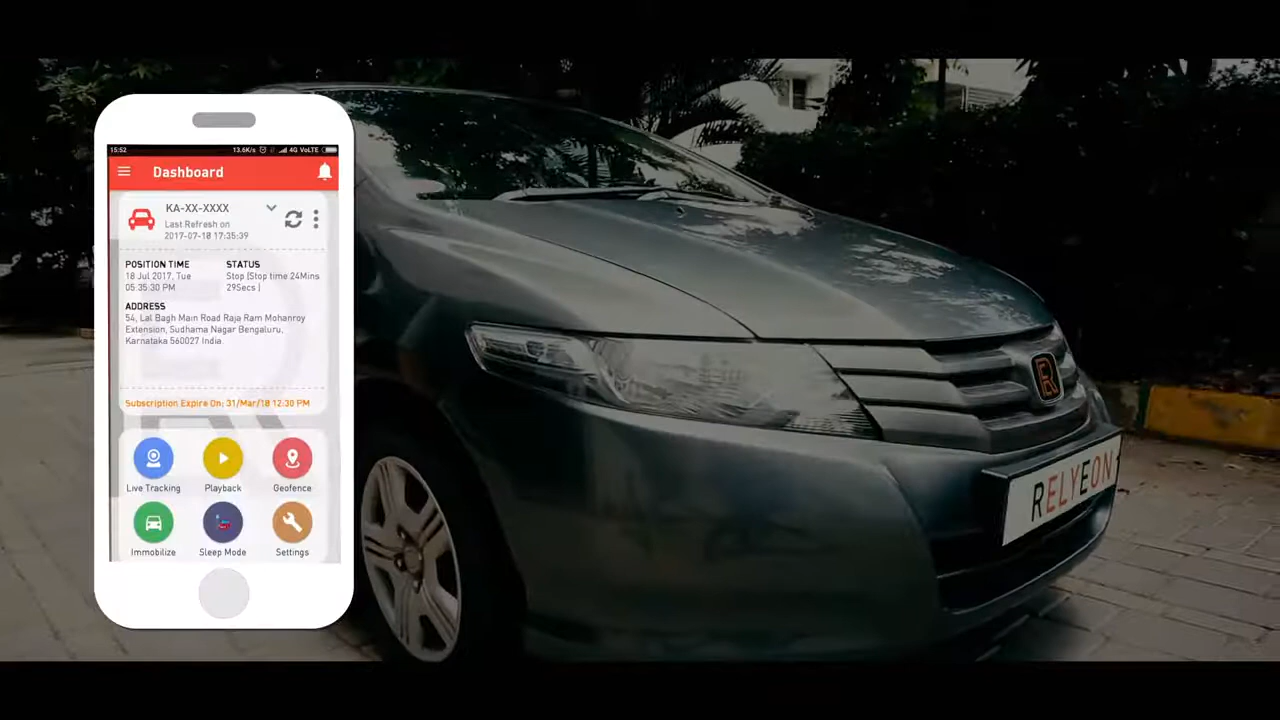 15:52 13.6K/s 4G VoLTE
Dashboard
KA-XX-XXXX
Last Refresh on
2017-07-18 17:35:39
POSITION TIME
18 Jul 2017, Tue
05:35:30 PM
STATUS
Stop (Stop time 24Mins
29Secs )
ADDRESS
54, Lal Bagh Main Road Raja Ram Mohanroy
Extension, Sudhama Nagar Bengaluru,
Karnataka 560027 India.
Subscription Expire On: 31/Mar/18 12:30 PM
Live Tracking Playback Geofence
Immobilize Sleep Mode Settings
RELYEON